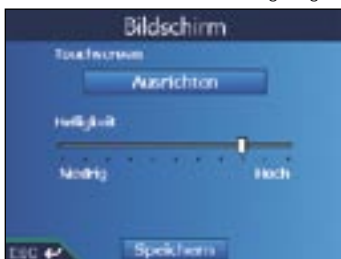 Bildschirm
Touchscreen
Ausrichten
Helligkeit
Niedrig Hoch
Speichern
ESC